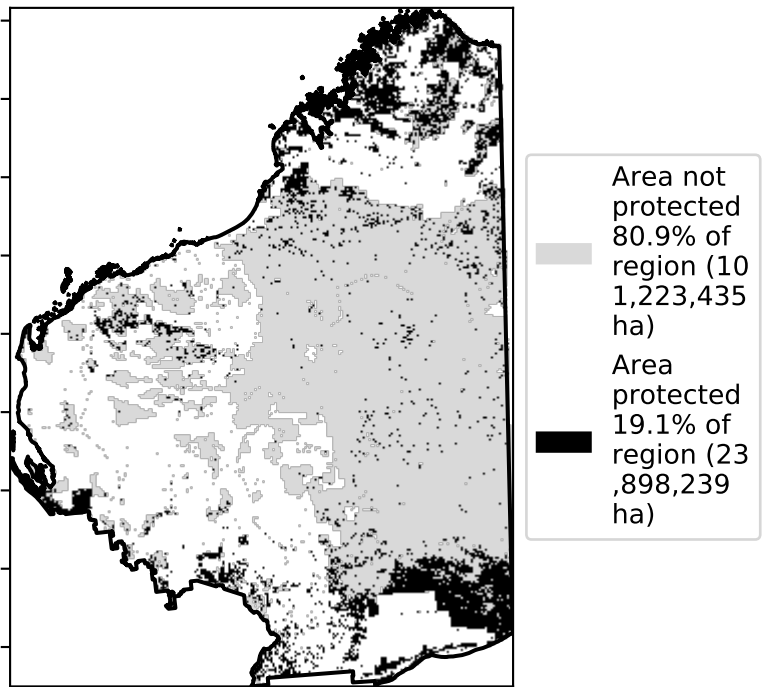 Area not
protected
80.9% of
region (10
1,223,435
ha)
Area
protected
19.1% of
region (23
,898,239
ha)